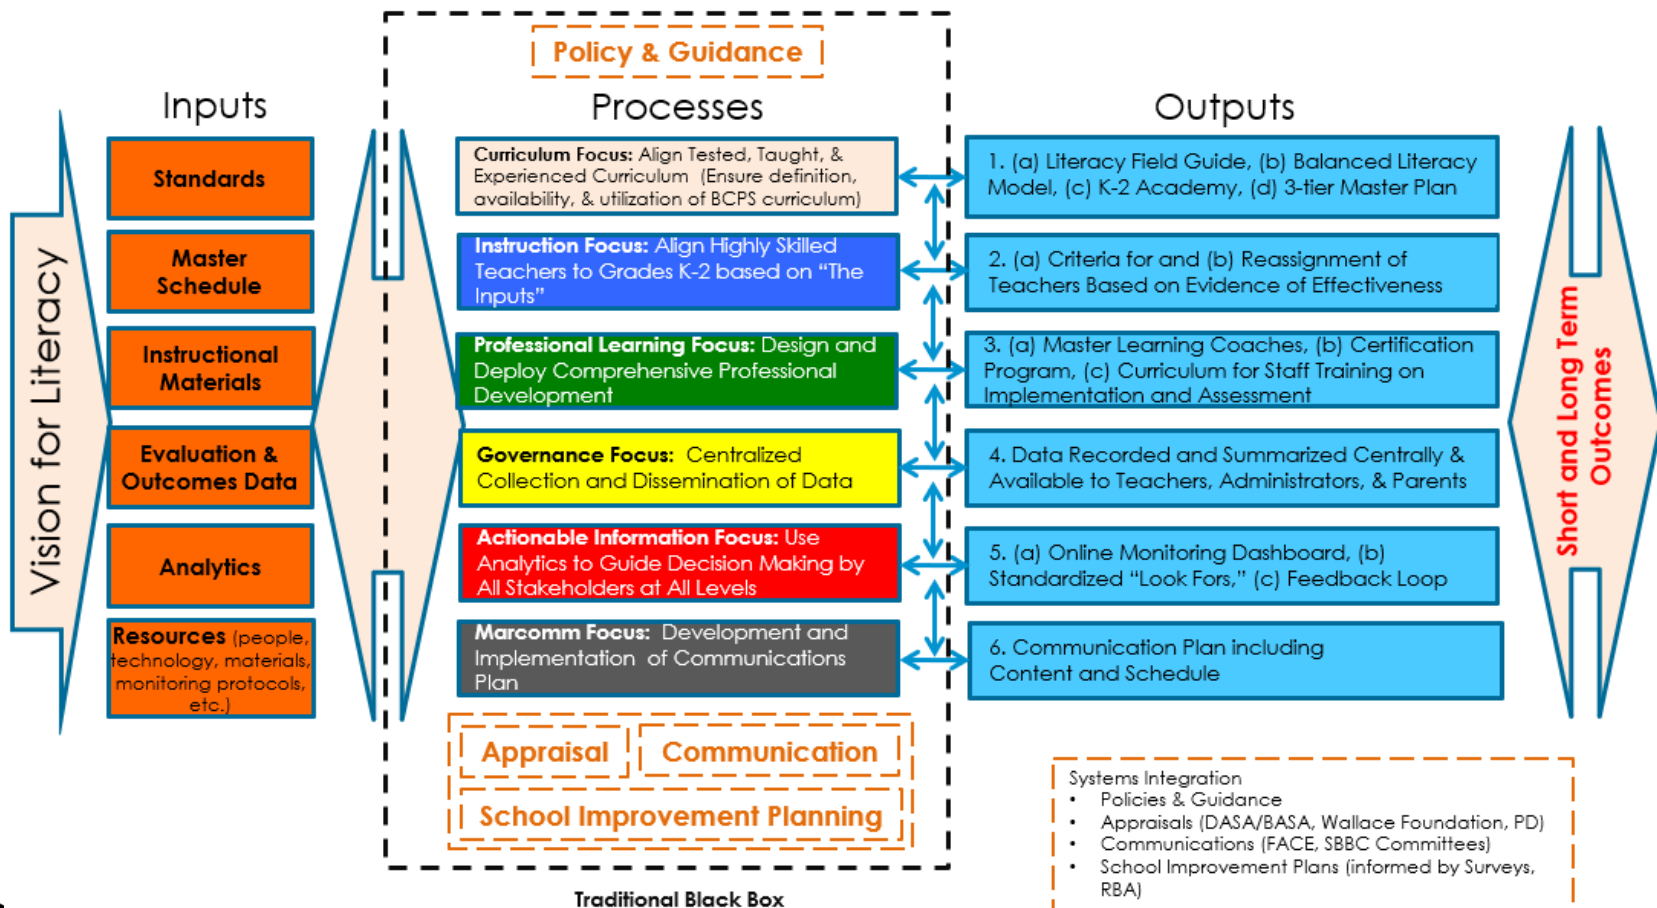 Policy & Guidance
Inputs
Processes
Outputs
Vision for Literacy
Standards
Master
Schedule
Instructional
Materials
Evaluation &
Outcomes Data
Analytics
Resources (people,
technology, materials,
monitoring protocols,
etc.)
Curriculum Focus: Align Tested, Taught, &
Experienced Curriculum (Ensure definition,
availability, & utilization of BCPS curriculum)
Instruction Focus: Align Highly Skilled
Teachers to Grades K-2 based on “The
Inputs”
Professional Learning Focus: Design and
Deploy Comprehensive Professional
Development
Governance Focus: Centralized
Collection and Dissemination of Data
Actionable Information Focus: Use
Analytics to Guide Decision Making by
All Stakeholders at All Levels
Marcomm Focus: Development and
Implementation of Communications
Plan
1. (a) Literacy Field Guide, (b) Balanced Literacy
Model, (c) K-2 Academy, (d) 3-tier Master Plan
2. (a) Criteria for and (b) Reassignment of
Teachers Based on Evidence of Effectiveness
3. (a) Master Learning Coaches, (b) Certification
Program, (c) Curriculum for Staff Training on
Implementation and Assessment
4. Data Recorded and Summarized Centrally &
Available to Teachers, Administrators, & Parents
5. (a) Online Monitoring Dashboard, (b)
Standardized “Look Fors,” (c) Feedback Loop
6. Communication Plan including
Content and Schedule
Short and Long Term
Outcomes
Appraisal
Communication
School Improvement Planning
Traditional Black Box
Systems Integration
• Policies & Guidance
• Appraisals (DASA/BASA, Wallace Foundation, PD)
• Communications (FACE, SBBC Committees)
• School Improvement Plans (informed by Surveys,
RBA)